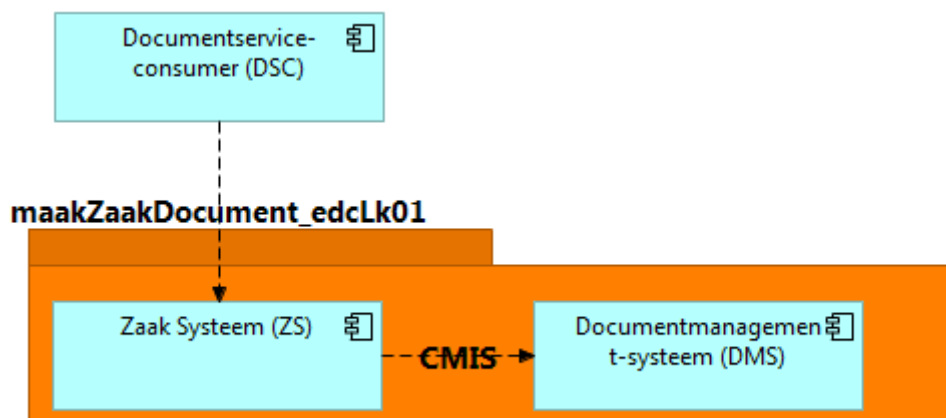 Documentservice-
consumer (DSC)
maakZaakDocument_edcLk01
Zaak Systeem (ZS)
CMIS
Documentmanagemen
t-systeem (DMS)